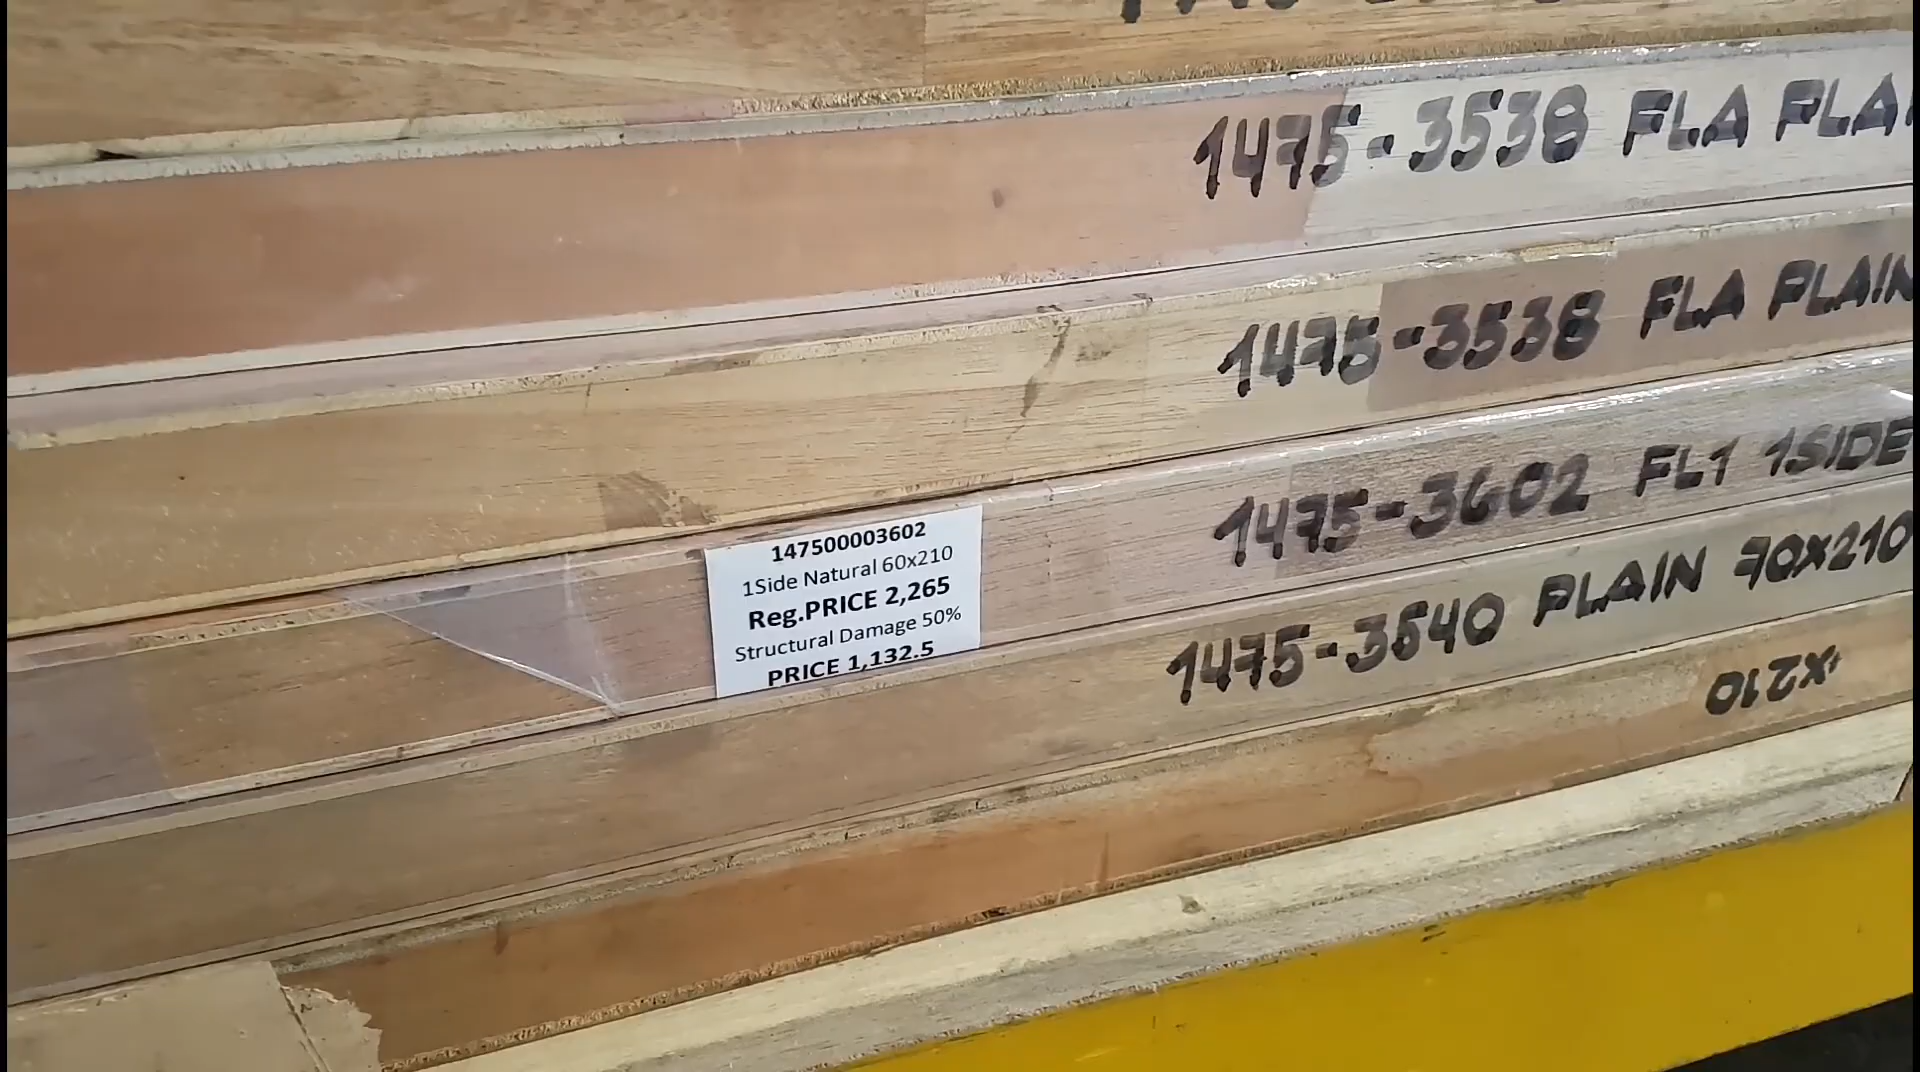 1475-3538 FLA PLAI
1475-3538 FLA PLAIN
1475-3602 FL1 1SIDE
147500003602
1Side Natural 60x210
Reg.PRICE 2,265
Structural Damage 50%
PRICE 1,132.5
1475-3540 PLAIN 70X210
X210